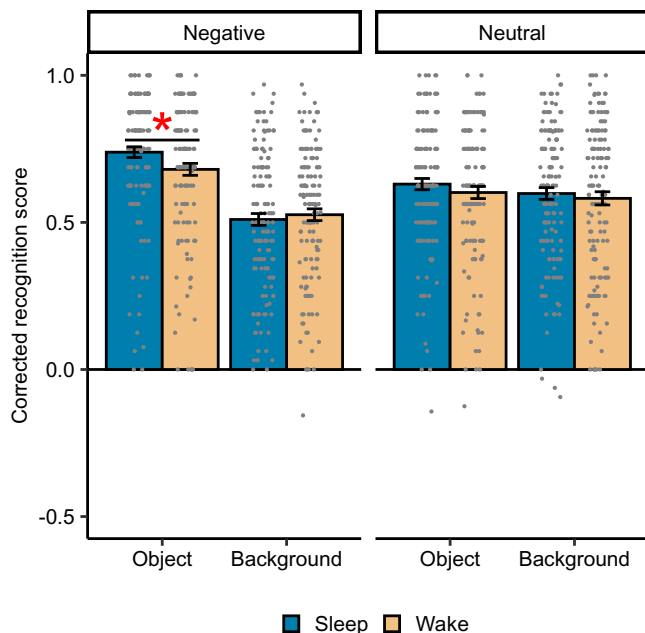 Negative Neutral
Corrected recognition score
1.0
*
0.5
0.0
-0.5
Object Background Object Background
Sleep Wake